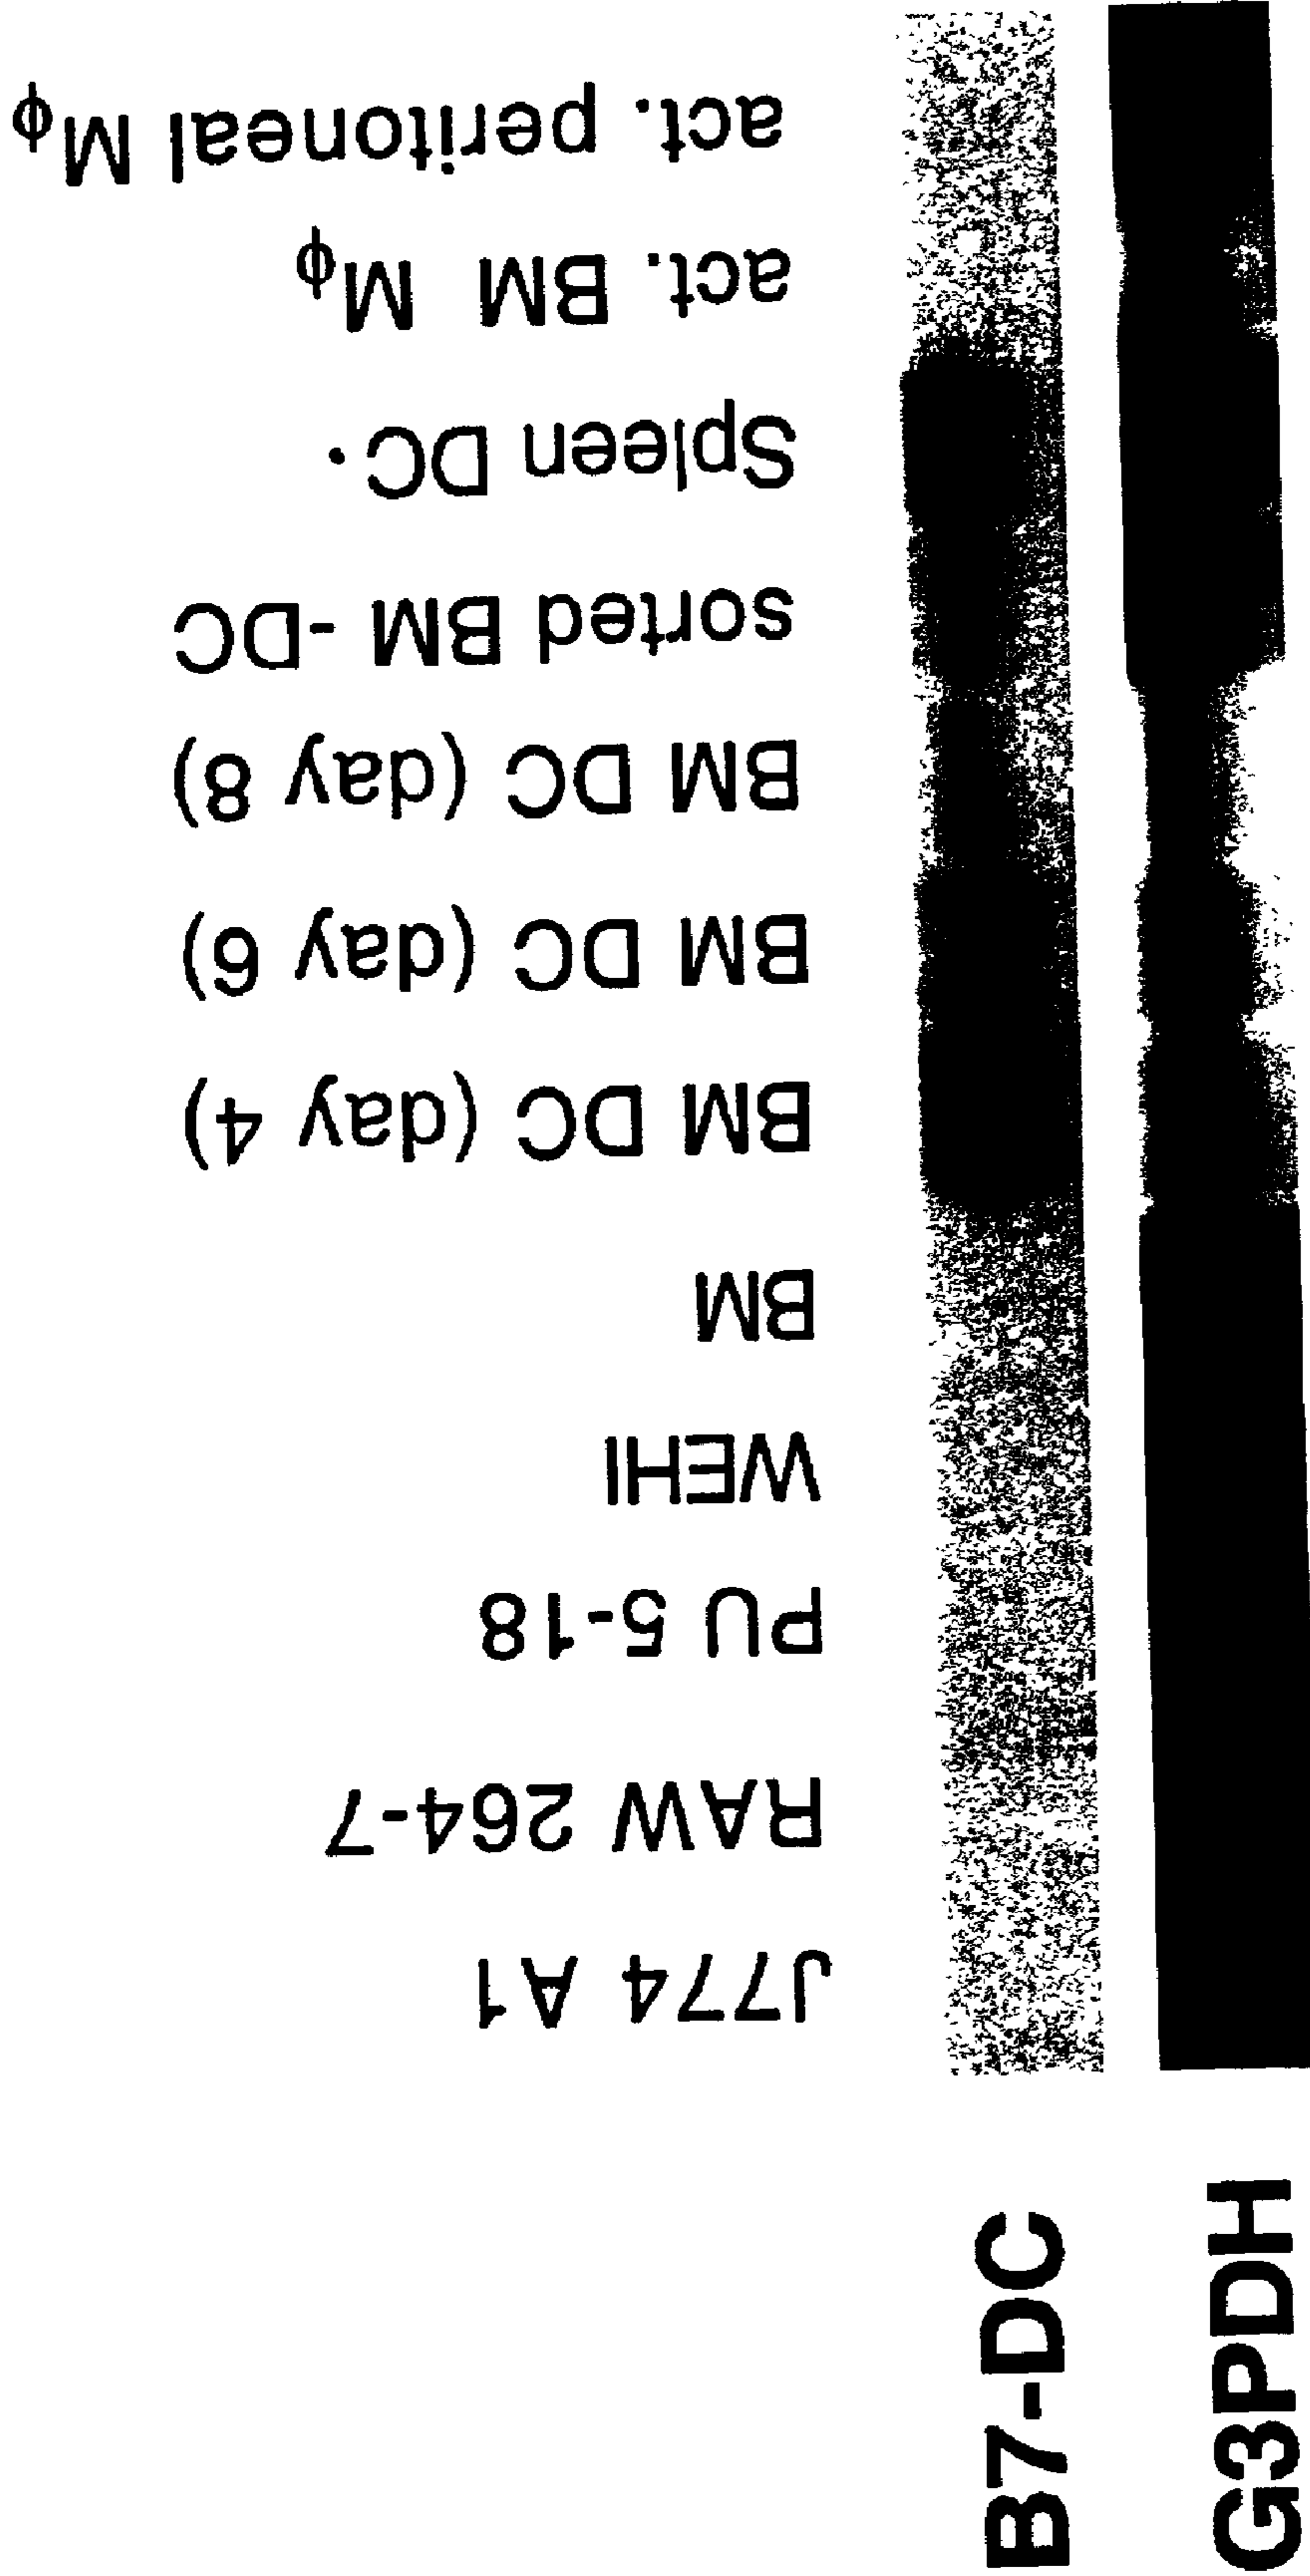 act. peritoneal Mϕ
act. BM Mϕ
Spleen DC.
sorted BM - DC
BM DC (day 8)
BM DC (day 6)
BM DC (day 4)
BM
WEHI
PU 5-18
RAW 264-7
J774 A1
B7-DC
G3PDH